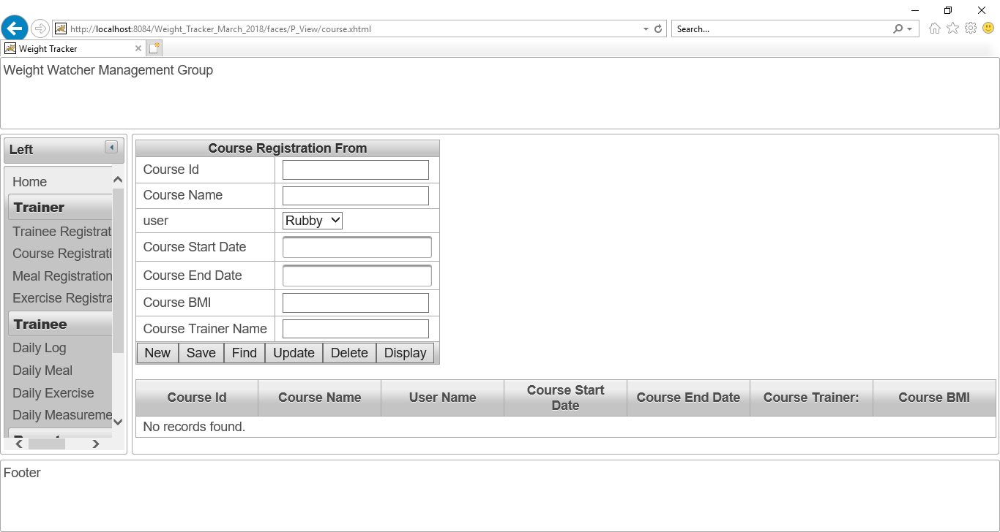 http://localhost:8084/Weight_Tracker_March_2018/faces/P_View/course.xhtml
Search...
Weight Tracker
Weight Watcher Management Group
Left
Home
Trainer
Trainee Registrat
Course Registrati
Meal Registration
Exercise Registra
Trainee
Daily Log
Daily Meal
Daily Exercise
Daily Measureme
Course Registration From
Course Id
Course Name
user Rubby
Course Start Date
Course End Date
Course BMI
Course Trainer Name
New Save Find Update Delete Display
Course Id Course Name User Name Course Start Date Course End Date Course Trainer: Course BMI
No records found.
Footer